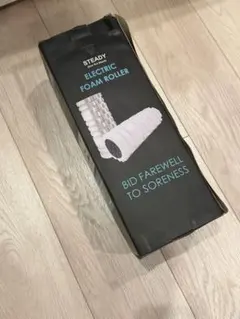 STEADY
ELECTRIC
FOAM ROLLER
BID FAREWELL
TO SORENESS